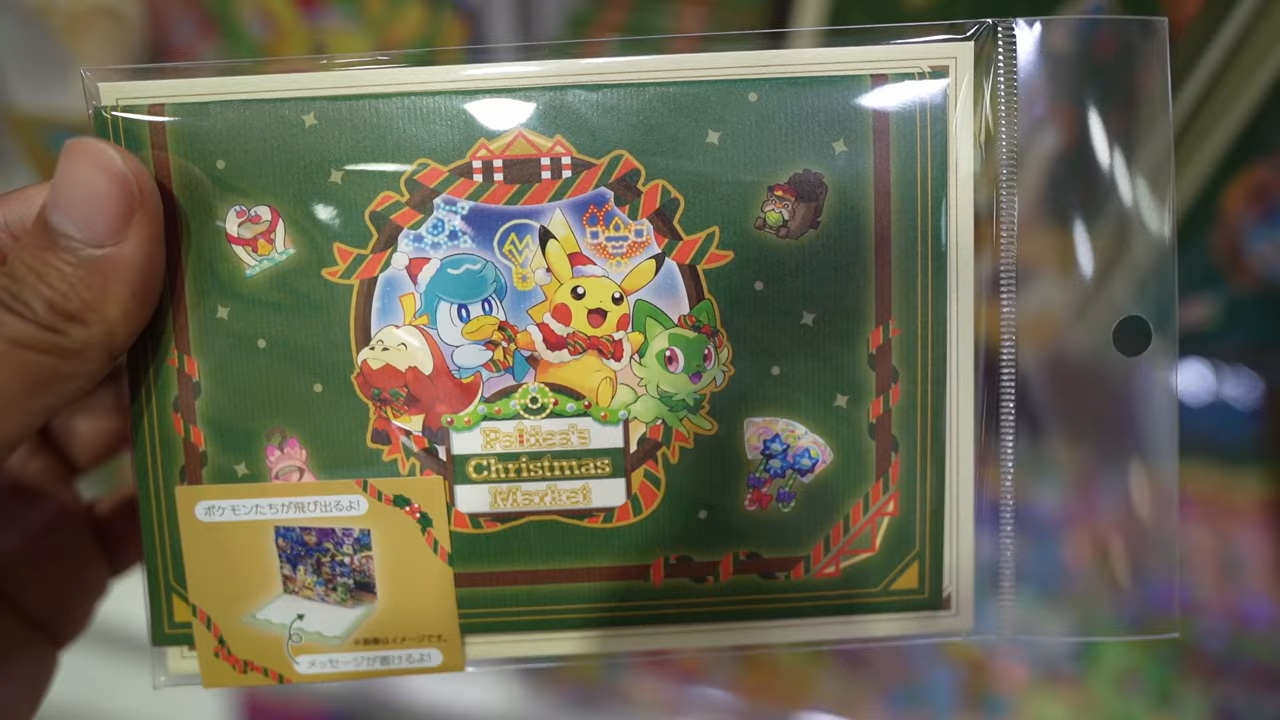 Paldea's
Christmas
Market
ポケモンたちが飛び出るよ!
※画像はイメージです。
メッセージが書けるよ!